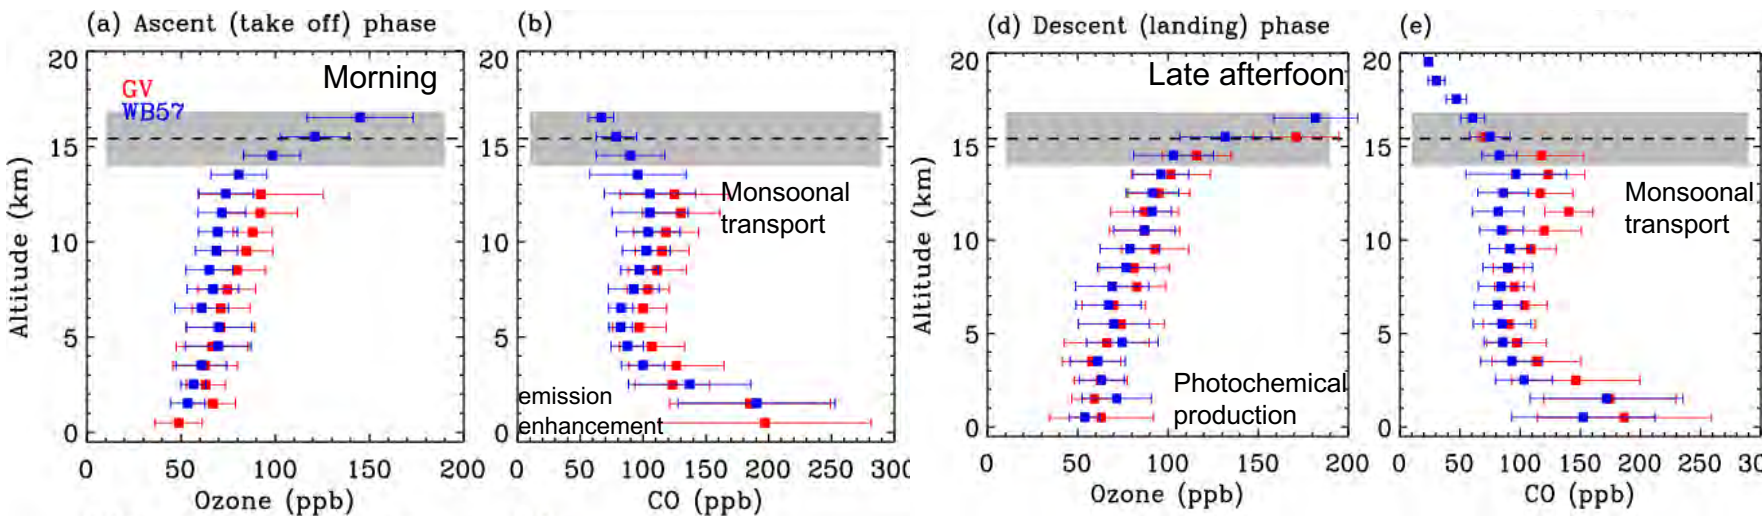 (a) Ascent (take off) phase
(b)
(d) Descent (landing) phase
(e)
Morning
GV
WB57
Late afterfoon
Monsoonal
transport
emission
enhancement
Photochemical
production
Monsoonal
transport
Altitude (km)
20
15
10
5
0
0 50 100 150 200
Ozone (ppb)
20
15
10
5
0
0 50 100 150 200 250 300
CO (ppb)
Altitude (km)
20
15
10
5
0
0 50 100 150 200
Ozone (ppb)
20
15
10
5
0
0 50 100 150 200 250 300
CO (ppb)